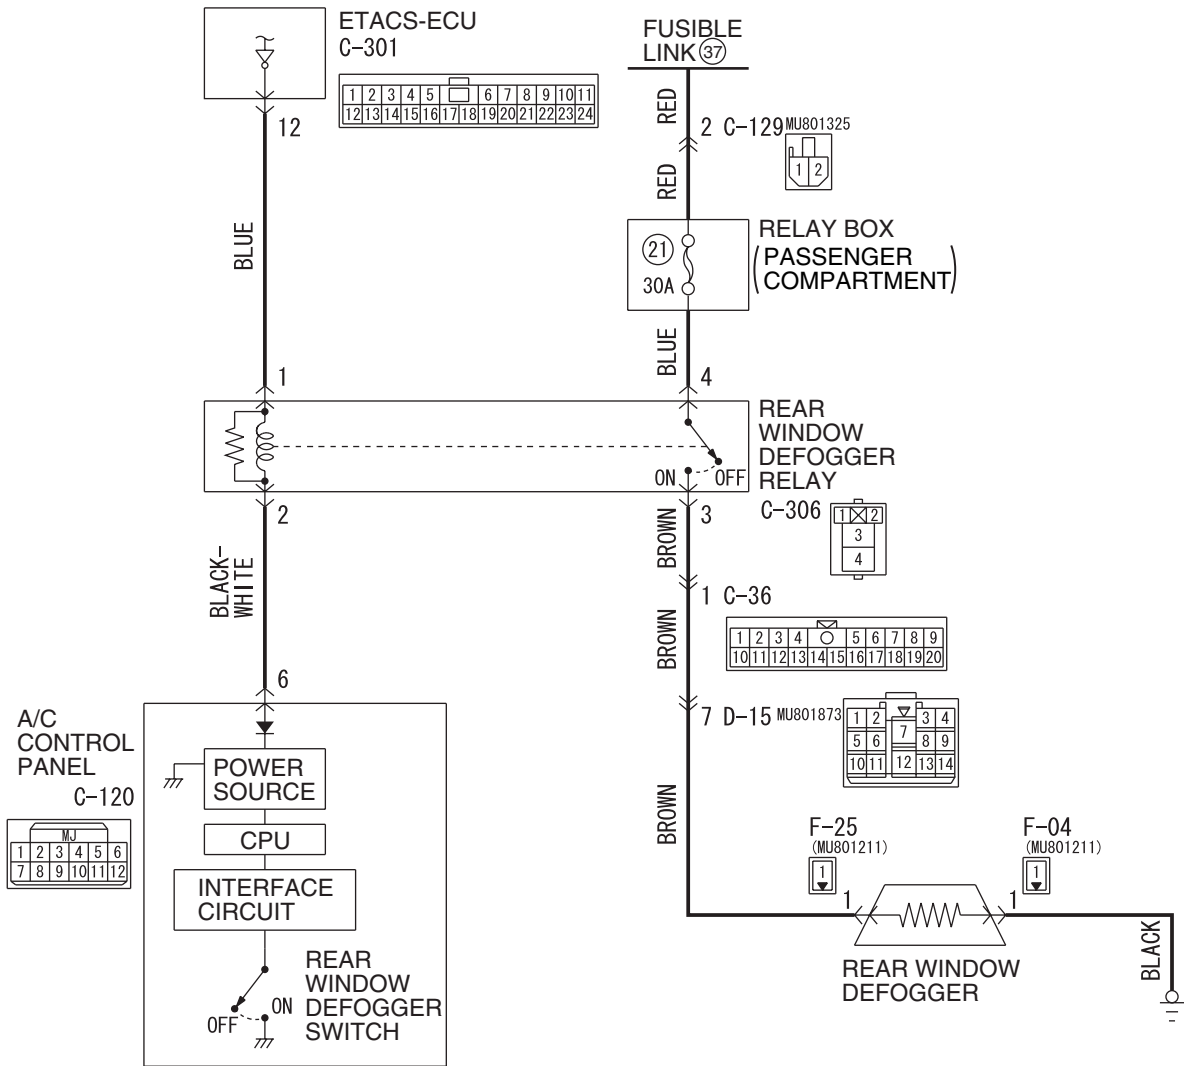 ETACS-ECU
C-301
1 2 3 4 5 6 7 8 9 10 11
12 13 14 15 16 17 18 19 20 21 22 23 24
12
BLUE
FUSIBLE
LINK 37
RED
2 C-129 MU801325
1 2
RED
21
30A
RELAY BOX
(PASSENGER
COMPARTMENT)
BLUE
1
4
ON
OFF
REAR
WINDOW
DEFOGGER
RELAY
C-306
1 2
3
4
2
3
BLACK-
WHITE
BROWN
1 C-36
1 2 3 4 5 6 7 8 9
10 11 12 13 14 15 16 17 18 19 20
BROWN
7 D-15 MU801873
1 2 3 4
7
5 6 8 9
10 11 12 13 14
BROWN
6
A/C
CONTROL
PANEL
C-120
MJ
1 2 3 4 5 6
7 8 9 10 11 12
POWER
SOURCE
CPU
INTERFACE
CIRCUIT
REAR
WINDOW
DEFOGGER
SWITCH
OFF
ON
F-25
(MU801211)
1
1
F-04
(MU801211)
1
1
REAR WINDOW
DEFOGGER
BLACK